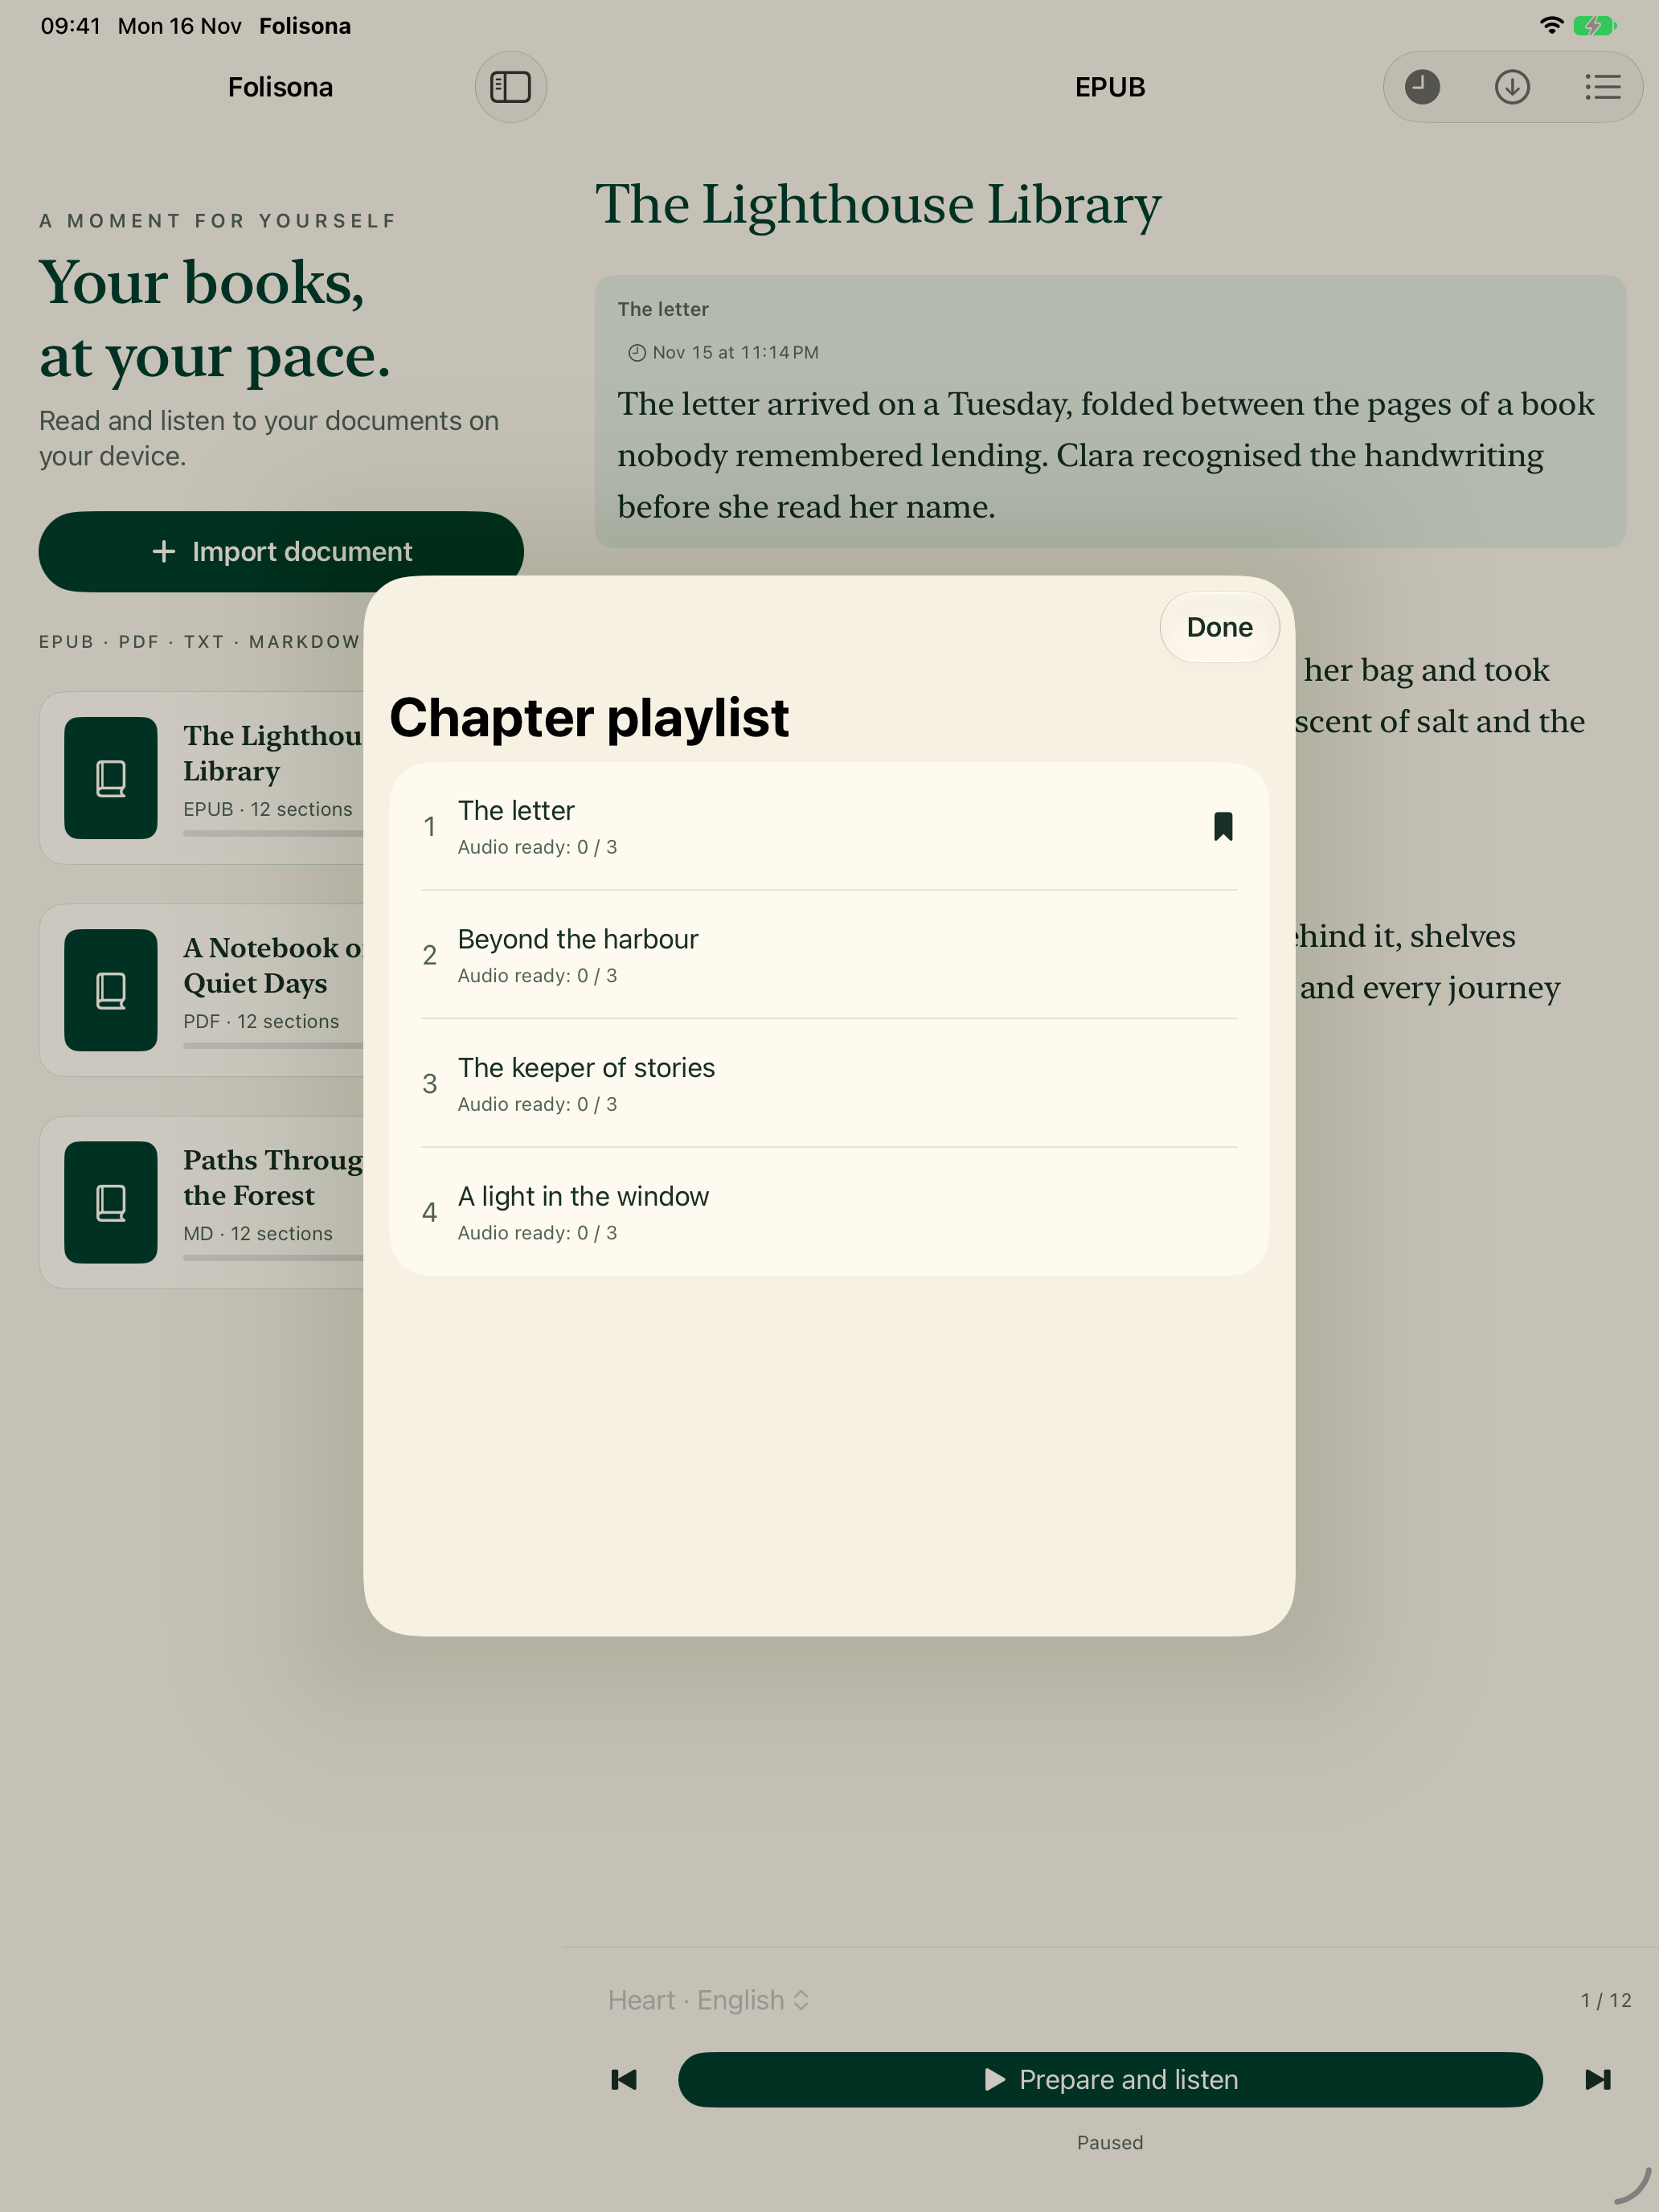 09:41 Mon 16 Nov Folisona
Folisona
EPUB
A MOMENT FOR YOURSELF
Your books,
at your pace.
Read and listen to your documents on
your device.
+ Import document
EPUB · PDF · TXT ·
The
Library
EPUB · 12 sections
A Notebook
Quiet Days
PDF · 12 sections
Paths
the Forest
MD · 12 sections
The Lighthouse Library
The letter
Nov 15 at 11:14 PM
The letter arrived on a Tuesday, folded between the pages of a book
nobody remembered lending. Clara recognised the handwriting
before she read her name.
her bag and took
scent of salt and the
it, shelves
and every journey
Done
Chapter playlist
1 The letter
Audio ready: 0 / 3
2 Beyond the harbour
Audio ready: 0 / 3
3 The keeper of stories
Audio ready: 0 / 3
4 A light in the window
Audio ready: 0 / 3
Heart · English
1 / 12
Prepare and listen
Paused